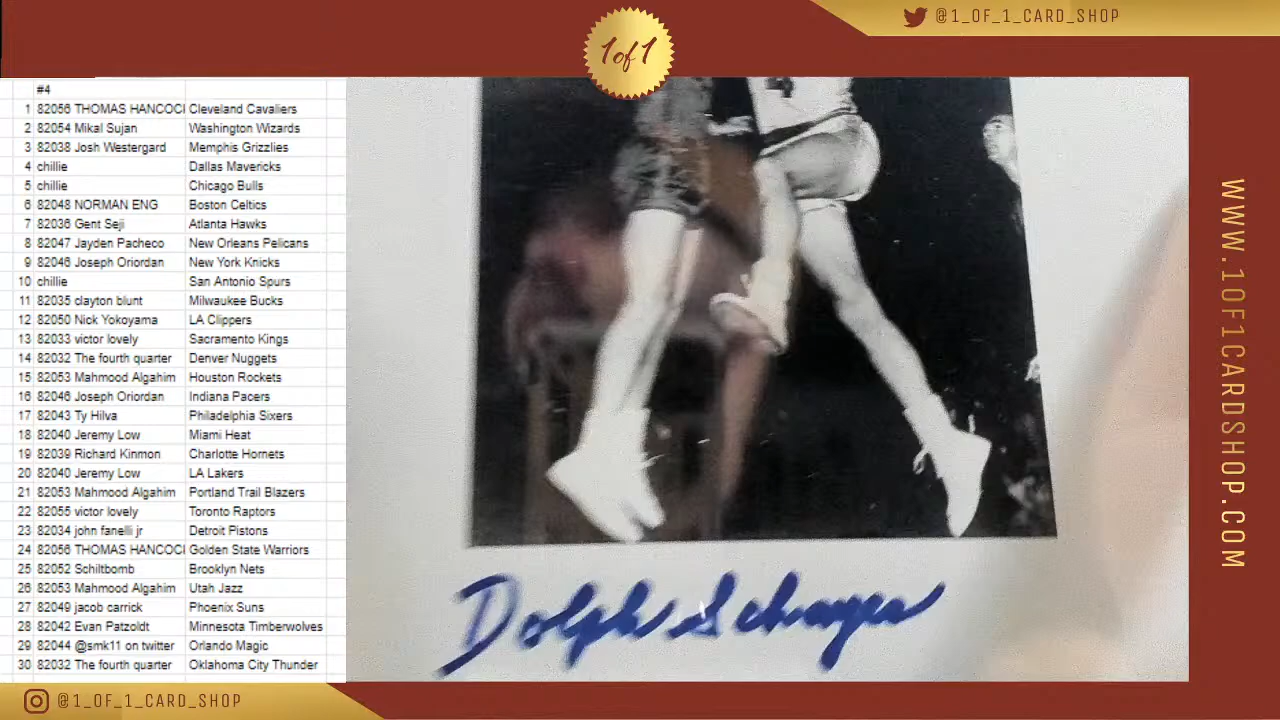 @1_OF_1_CARD_SHOP
1of1
#4
1 82056 THOMAS HANCOCK Cleveland Cavaliers
2 82054 Mikal Sujan Washington Wizards
3 82038 Josh Westergard Memphis Grizzlies
4 chillie Dallas Mavericks
5 chillie Chicago Bulls
6 82048 NORMAN ENG Boston Celtics
7 82036 Gent Seji Atlanta Hawks
8 82047 Jayden Pacheco New Orleans Pelicans
9 82046 Joseph Oriordan New York Knicks
10 chillie San Antonio Spurs
11 82035 clayton blunt Milwaukee Bucks
12 82050 Nick Yokoyama LA Clippers
13 82033 victor lovely Sacramento Kings
14 82032 The fourth quarter Denver Nuggets
15 82053 Mahmood Algahim Houston Rockets
16 82046 Joseph Oriordan Indiana Pacers
17 82043 Ty Hilva Philadelphia Sixers
18 82040 Jeremy Low Miami Heat
19 82039 Richard Kinmon Charlotte Hornets
20 82040 Jeremy Low LA Lakers
21 82053 Mahmood Algahim Portland Trail Blazers
22 82055 victor lovely Toronto Raptors
23 82034 john fanelli jr Detroit Pistons
24 82056 THOMAS HANCOCK Golden State Warriors
25 82052 Schiltbomb Brooklyn Nets
26 82053 Mahmood Algahim Utah Jazz
27 82049 jacob carrick Phoenix Suns
28 82042 Evan Patzoldt Minnesota Timberwolves
29 82044 @smk11 on twitter Orlando Magic
30 82032 The fourth quarter Oklahoma City Thunder
4
Dolph Schayes
WWW.1OF1CARDSHOP.COM
@1_OF_1_CARD_SHOP